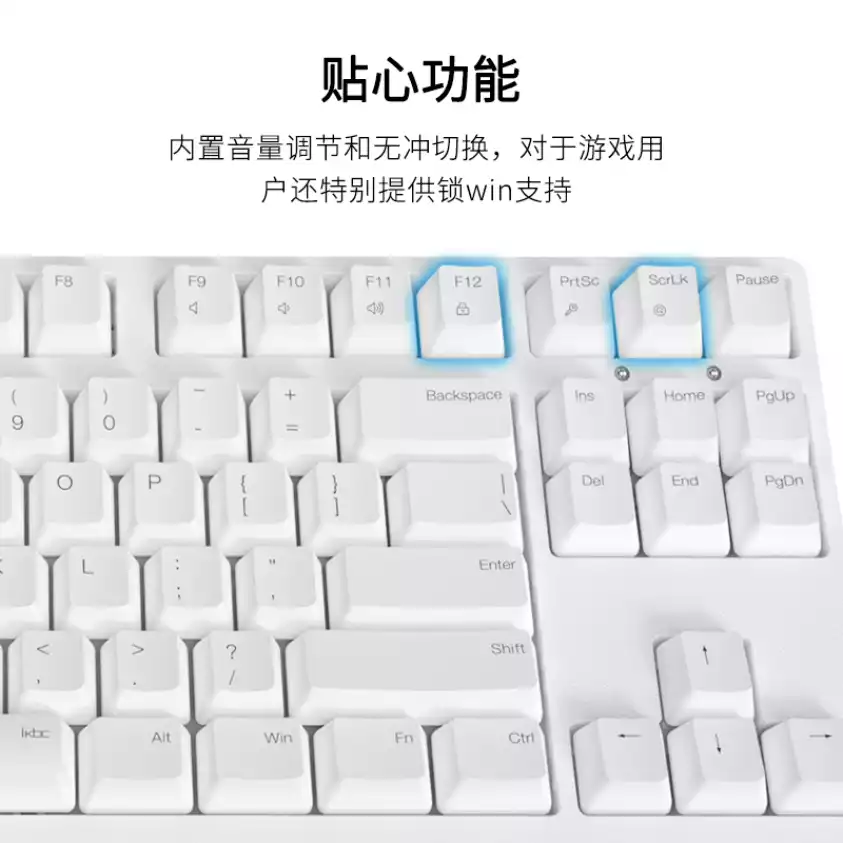 贴心功能
内置音量调节和无冲切换，对于游戏用
户还特别提供锁win支持
F8 F9 F10 F11 F12 PrtSc ScrLk Pause
( ) — +
9 0 - = Backspace Ins Home PgUp
O P { } |
[ ] \ Del End PgDn
L : " Enter
; ,
< > ? Shift ↑
, . /
ikbc Alt Win Fn Ctrl ← ↓ →